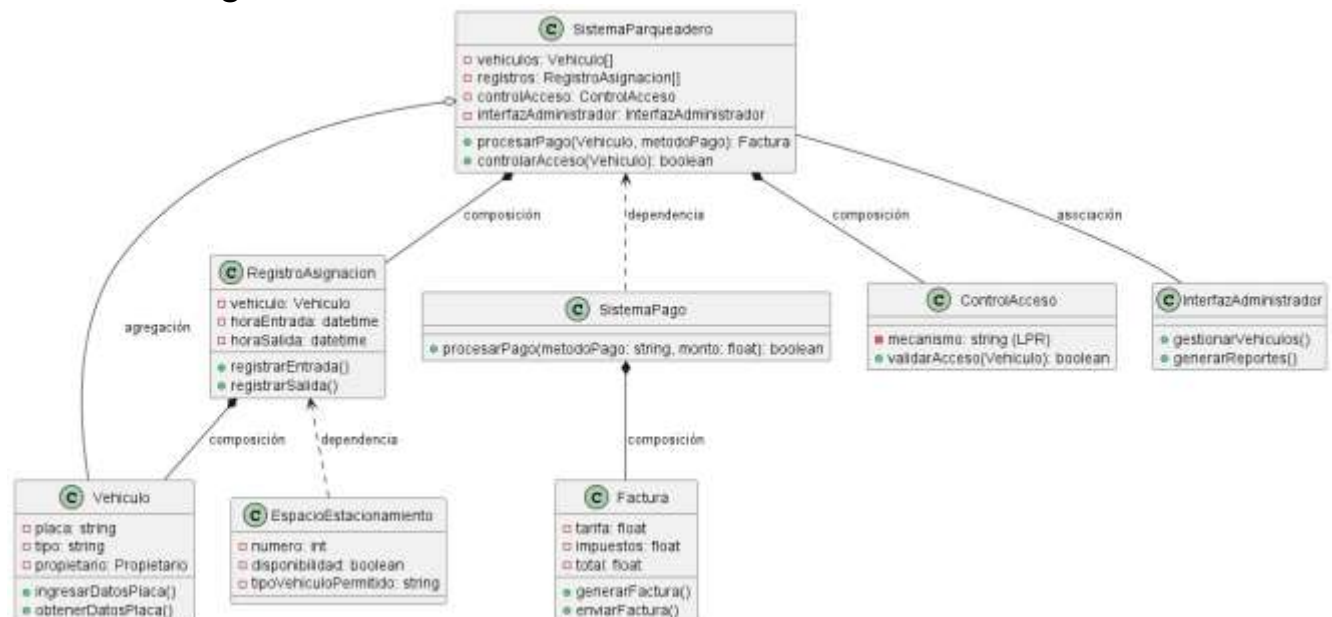 C SistemaParqueadero
vehiculos: Vehiculo[]
registros: RegistroAsignacion[]
controlAcceso: ControlAcceso
interfazAdministrador: InterfazAdministrador
procesarPago(Vehiculo, metodoPago): Factura
controlarAcceso(Vehiculo): boolean
composición
dependencia
composición
asociación
agregación
C RegistroAsignacion
vehiculo: Vehiculo
horaEntrada: datetime
horaSalida: datetime
registrarEntrada()
registrarSalida()
C SistemaPago
procesarPago(metodoPago: string, monto: float): boolean
C ControlAcceso
mecanismo: string (LPR)
validarAcceso(Vehiculo): boolean
C InterfazAdministrador
gestionarVehiculos()
generarReportes()
composición
dependencia
composición
C Vehiculo
placa: string
tipo: string
propietario: Propietario
ingresarDatosPlaca()
obtenerDatosPlaca()
C EspacioEstacionamiento
numero: int
disponibilidad: boolean
tipoVehiculoPermitido: string
C Factura
tarifa: float
impuestos: float
total: float
generarFactura()
enviarFactura()